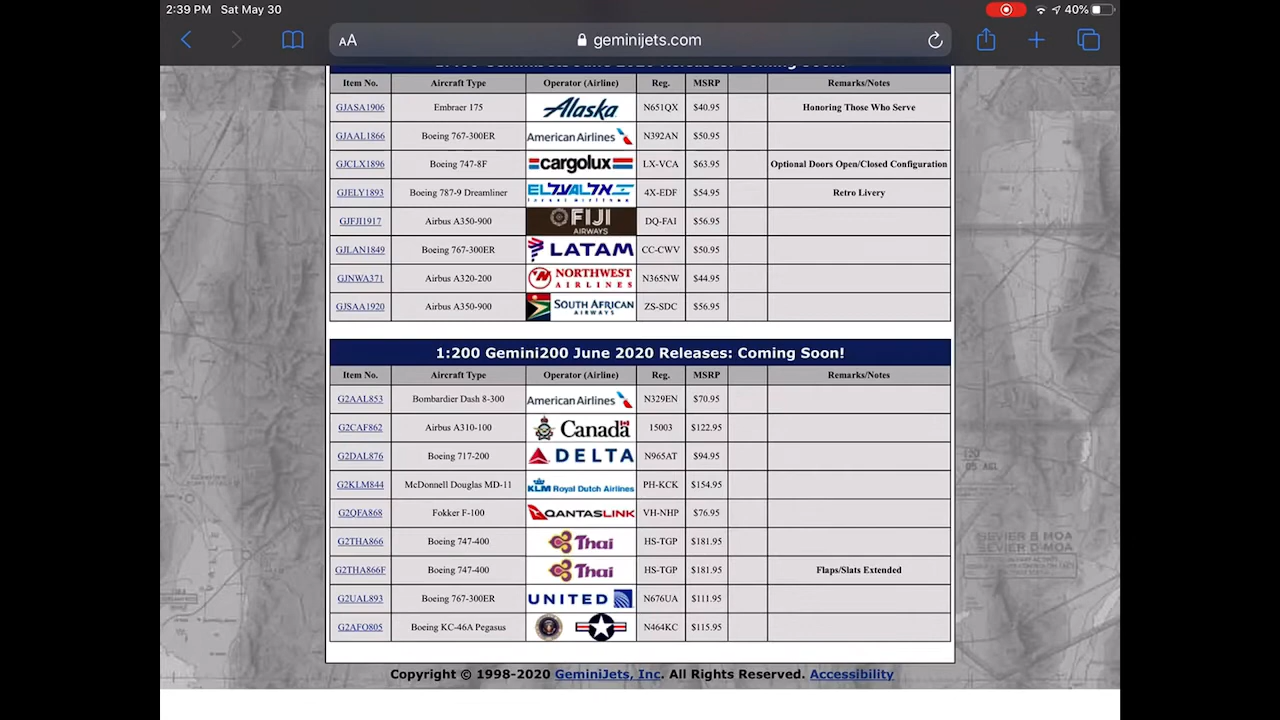 2:39 PM Sat May 30
40%
AA
geminijets.com
Item No. Aircraft Type Operator (Airline) Reg. MSRP Remarks/Notes
GJASA1906 Embraer 175 Alaska N651QX $40.95 Honoring Those Who Serve
GJAAL1866 Boeing 767-300ER American Airlines N392AN $50.95
GJCLX1896 Boeing 747-8F cargolux LX-VCA $63.95 Optional Doors Open/Closed Configuration
GJELY1893 Boeing 787-9 Dreamliner 4X-EDF $54.95 Retro Livery
GJFJI1917 Airbus A350-900 FIJI AIRWAYS DQ-FAI $56.95
GJLAN1849 Boeing 767-300ER LATAM CC-CWV $50.95
GJNWA371 Airbus A320-200 NORTHWEST AIRLINES N365NW $44.95
GJSAA1920 Airbus A350-900 SOUTH AFRICAN AIRWAYS ZS-SDC $56.95
1:200 Gemini200 June 2020 Releases: Coming Soon!
Item No. Aircraft Type Operator (Airline) Reg. MSRP Remarks/Notes
G2AAL853 Bombardier Dash 8-300 American Airlines N329EN $70.95
G2CAF862 Airbus A310-100 Canada 15003 $122.95
G2DAL876 Boeing 717-200 DELTA N965AT $94.95
G2KLM844 McDonnell Douglas MD-11 KLM Royal Dutch Airlines PH-KCK $154.95
G2QFA868 Fokker F-100 QANTASLINK VH-NHP $76.95
G2THA866 Boeing 747-400 Thai HS-TGP $181.95
G2THA866F Boeing 747-400 Thai HS-TGP $181.95 Flaps/Slats Extended
G2UAL893 Boeing 767-300ER UNITED N676UA $111.95
G2AFO805 Boeing KC-46A Pegasus N464KC $115.95
SEVIER B MOA
SEVIER D MOA
Copyright © 1998-2020 GeminiJets, Inc. All Rights Reserved. Accessibility